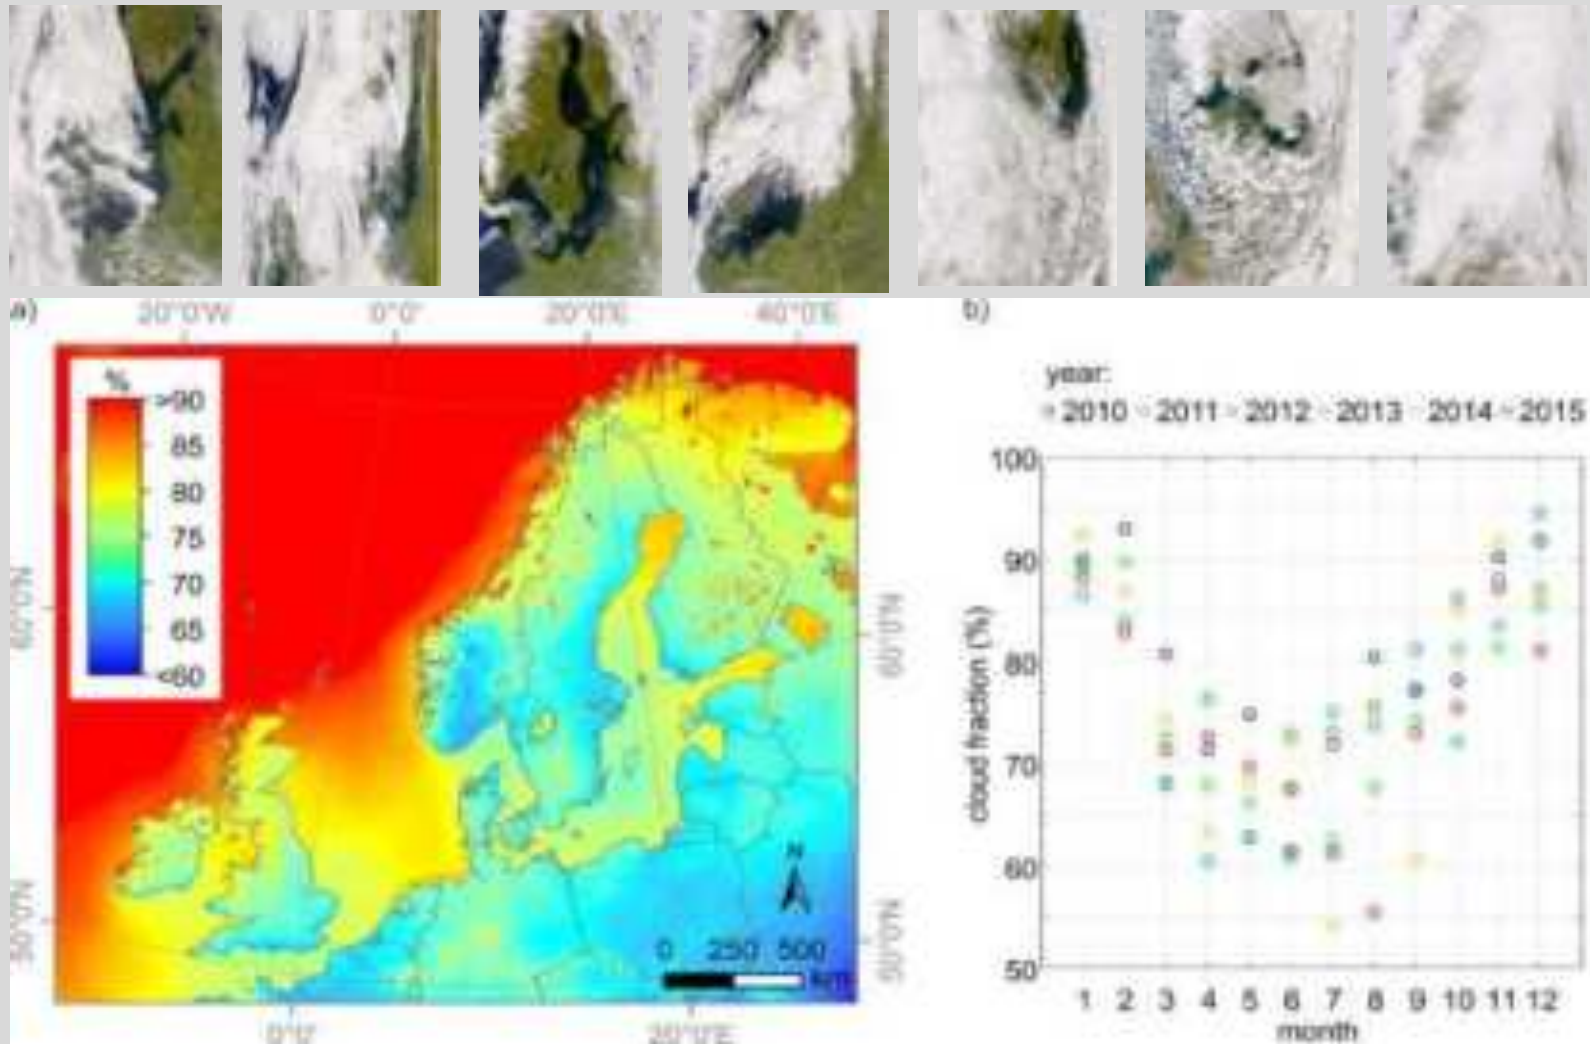 a)
20°0'W 0°0' 20°0'E 40°0'E
%
>90
85
80
75
70
65
<60
60°0'N
50°0'N
60°0'N
50°0'N
N
0 250 500
km
0°0' 20°0'E
b)
year:
2010 2011 2012 2013 2014 2015
cloud fraction (%)
100
90
80
70
60
50
1 2 3 4 5 6 7 8 9 10 11 12
month